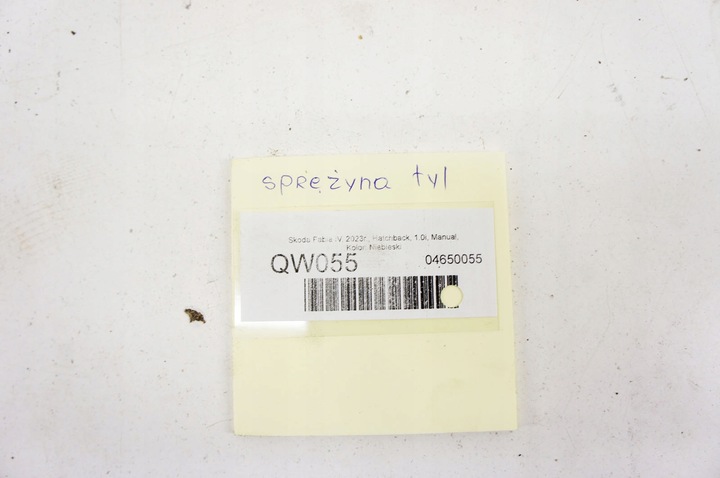 sprężyna tyl
Skoda Fabia IV, 2023r., Hatchback, 1.0i, Manual,
Kolor: Niebieski
QW055
04650055